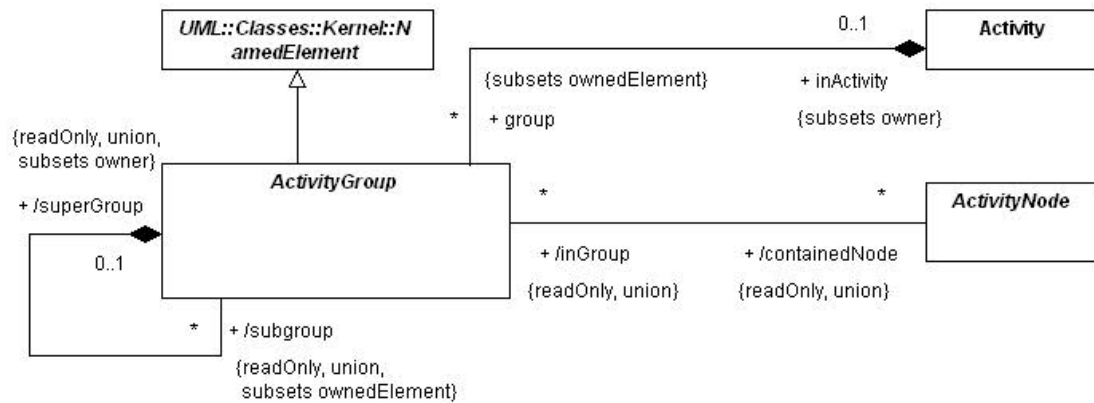 UML::Classes::Kernel::N
amedElement
0..1
Activity
{subsets ownedElement}
+ inActivity
* + group
{subsets owner}
{readOnly, union,
subsets owner}
ActivityGroup
* *
ActivityNode
+ /superGroup
0..1
+ /inGroup
+ /containedNode
{readOnly, union}
{readOnly, union}
* + /subgroup
{readOnly, union,
subsets ownedElement}